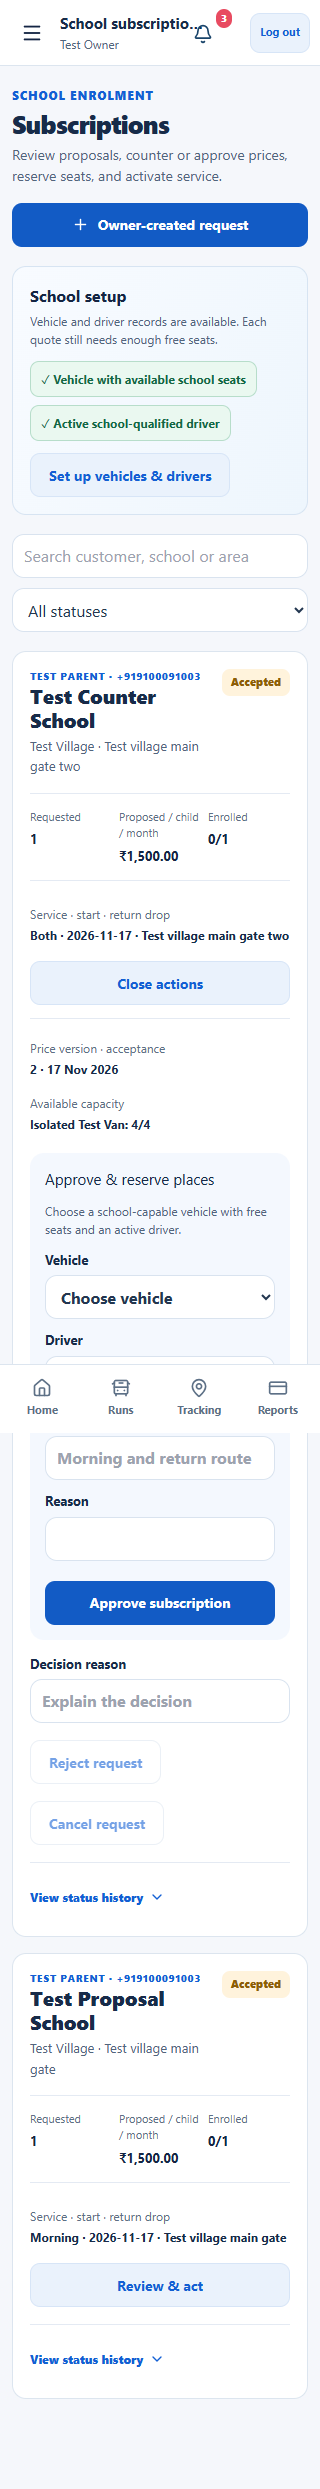 School subscriptio...
3
Log out
Test Owner
SCHOOL ENROLMENT
Subscriptions
Review proposals, counter or approve prices,
reserve seats, and activate service.
+ Owner-created request
School setup
Vehicle and driver records are available. Each
quote still needs enough free seats.
✓ Vehicle with available school seats
✓ Active school-qualified driver
Set up vehicles & drivers
Search customer, school or area
All statuses
TEST PARENT · +919100091003
Accepted
Test Counter
School
Test Village · Test village main
gate two
Requested
Proposed / child
/ month
Enrolled
1
₹1,500.00
0/1
Service · start · return drop
Both · 2026-11-17 · Test village main gate two
Close actions
Price version · acceptance
2 · 17 Nov 2026
Available capacity
Isolated Test Van: 4/4
Approve & reserve places
Choose a school-capable vehicle with free
seats and an active driver.
Vehicle
Choose vehicle
Driver
Home
Runs
Tracking
Reports
Morning and return route
Reason
Approve subscription
Decision reason
Explain the decision
Reject request
Cancel request
View status history
TEST PARENT · +919100091003
Accepted
Test Proposal
School
Test Village · Test village main
gate
Requested
Proposed / child
/ month
Enrolled
1
₹1,500.00
0/1
Service · start · return drop
Morning · 2026-11-17 · Test village main gate
Review & act
View status history